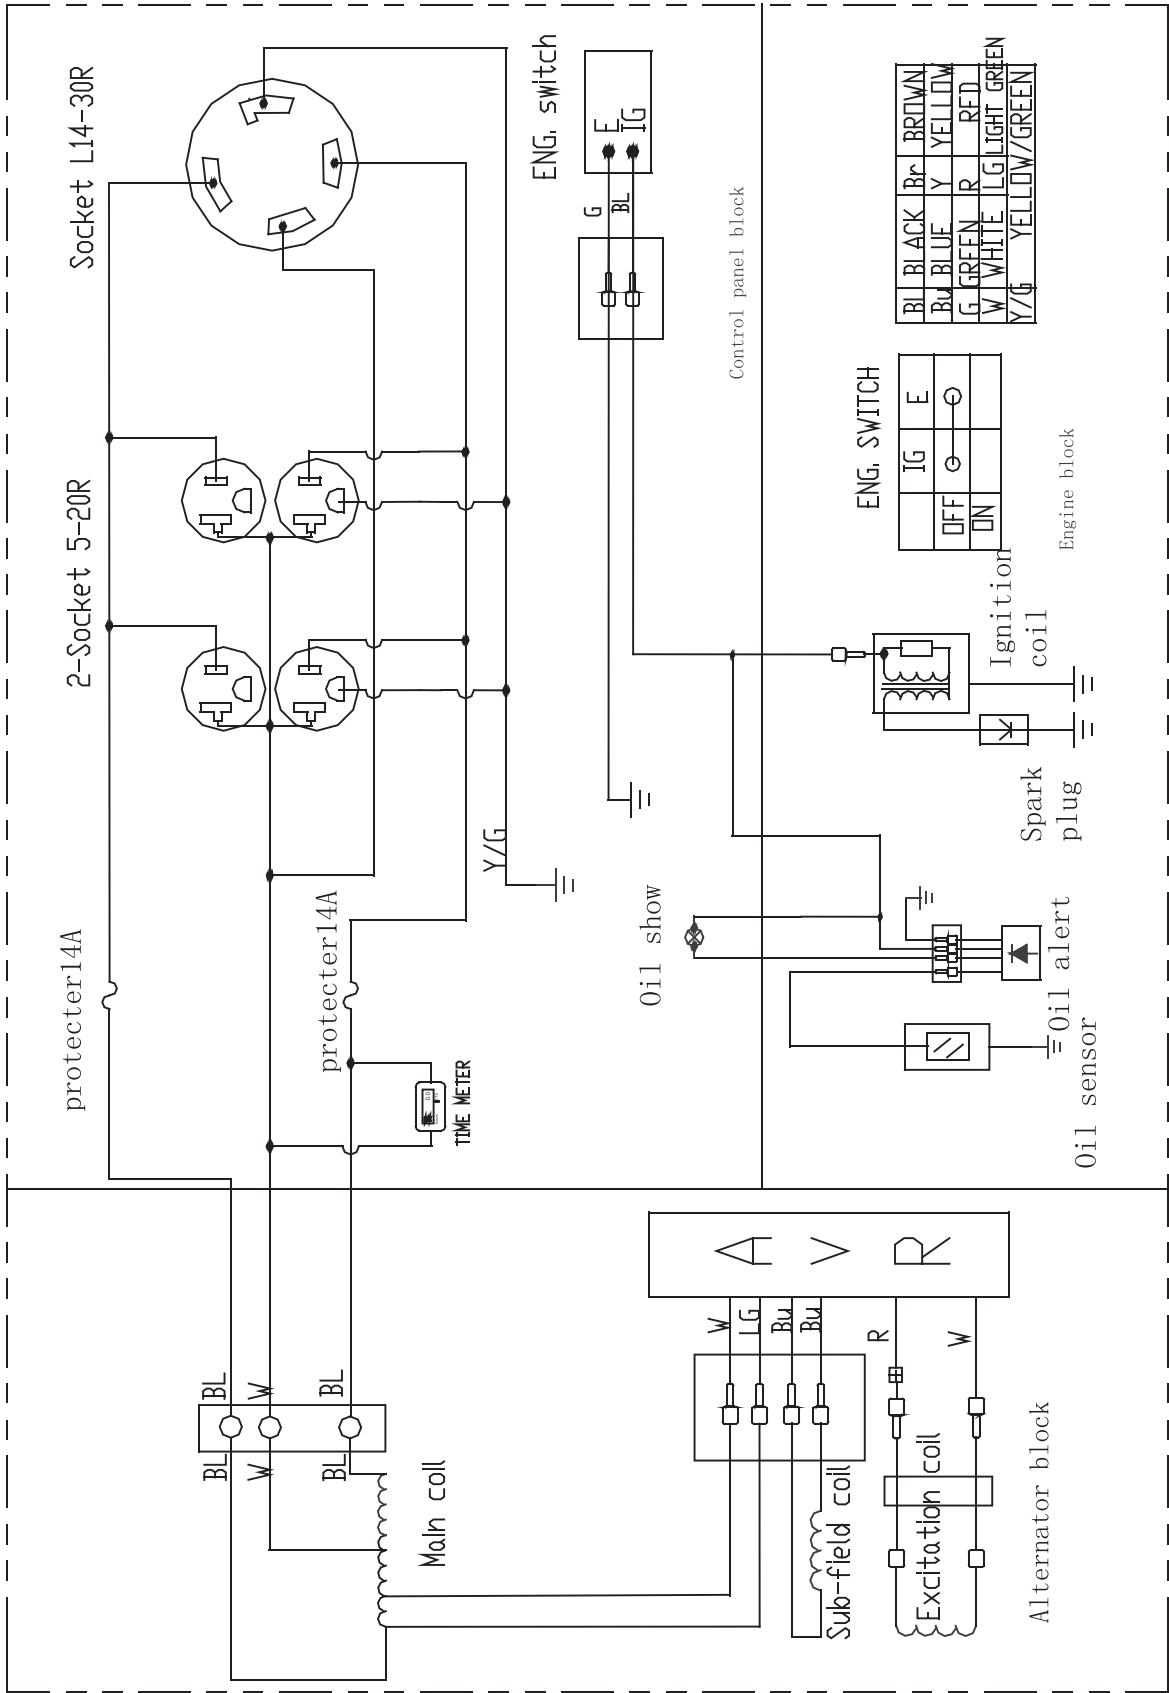 Socket L14-30R
2-Socket 5-20R
protecter14A
protecter14A
TIME METER
Y/G
ENG. switch
E
IG
G
BL
Control panel block
Oil show
Bl BLACK Br BROWN
Bu BLUE Y YELLOW
G GREEN R RED
W WHITE LG LIGHT GREEN
Y/G YELLOW/GREEN
ENG. SWITCH
IG E
OFF
ON
Engine block
Ignition
coil
Spark
plug
Oil alert
Oil sensor
AVR
W
LG
Bu
Bu
R
W
BL
W
BL
BL
W
BL
Main coil
Sub-field coil
Excitation coil
Alternator block